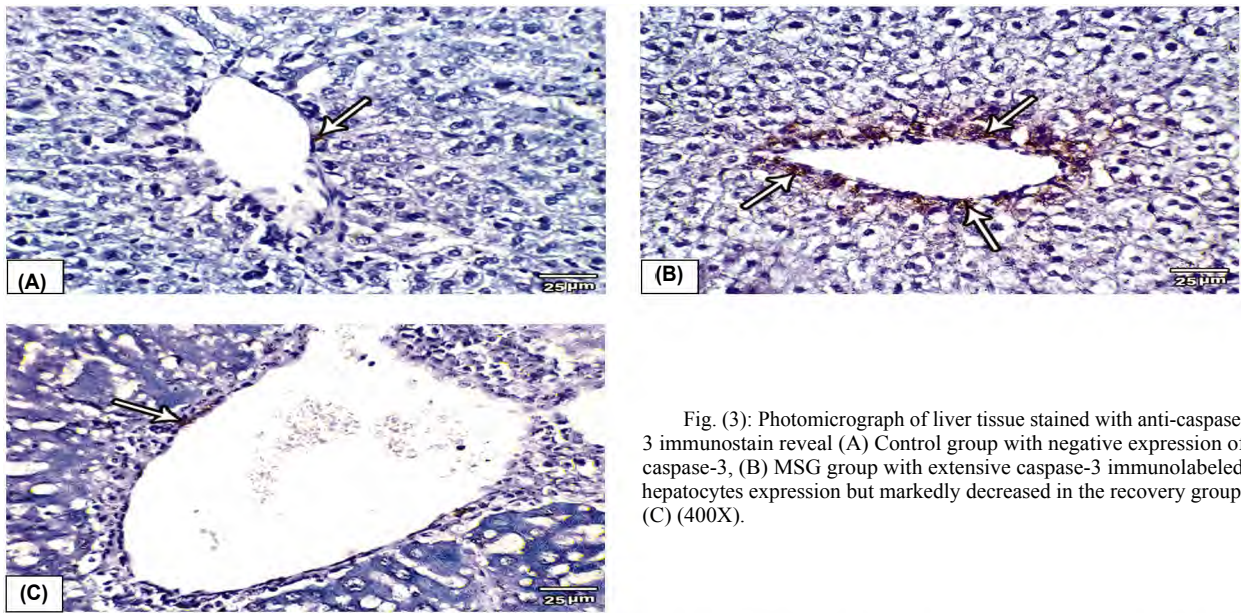 (A)
25 µm
(B)
25 µm
(C)
25 µm
Fig. (3): Photomicrograph of liver tissue stained with anti-caspase
3 immunostain reveal (A) Control group with negative expression of
caspase-3, (B) MSG group with extensive caspase-3 immunolabeled
hepatocytes expression but markedly decreased in the recovery group
(C) (400X).